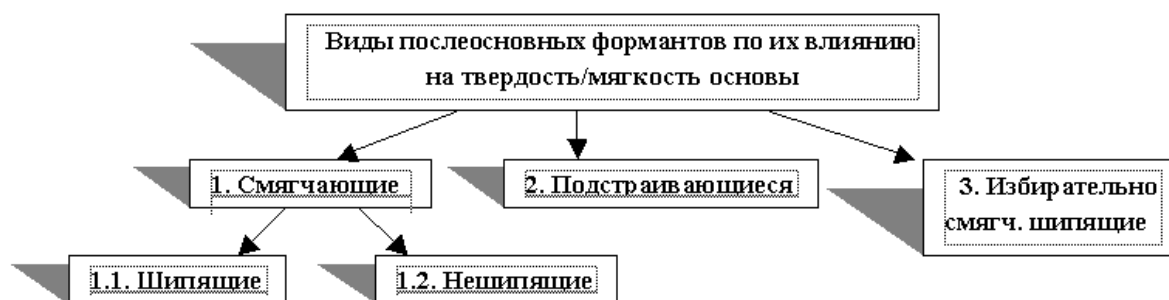 Виды послеосновных формантов по их влиянию
на твердость/мягкость основы
1. Смягчающие
2. Подстраивающиеся
3. Избирательно
смягч. шипящие
1.1. Шипящие
1.2. Нешипящие